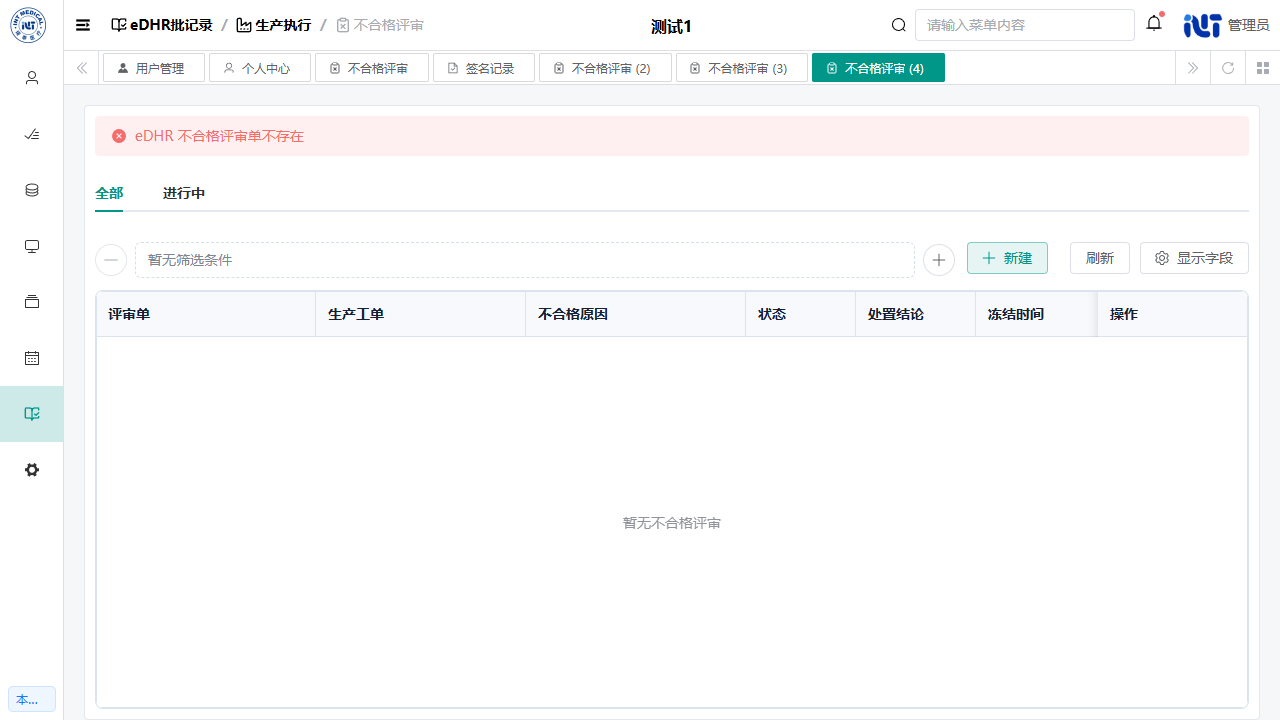 INT MEDICAL
eDHR批记录 / 生产执行 / 不合格评审
测试1
请输入菜单内容
iNT 管理员
用户管理
个人中心
不合格评审
签名记录
不合格评审 (2)
不合格评审 (3)
不合格评审 (4)
eDHR 不合格评审单不存在
全部 进行中
暂无筛选条件
新建 刷新 显示字段
评审单 生产工单 不合格原因 状态 处置结论 冻结时间 操作
暂无不合格评审
本...